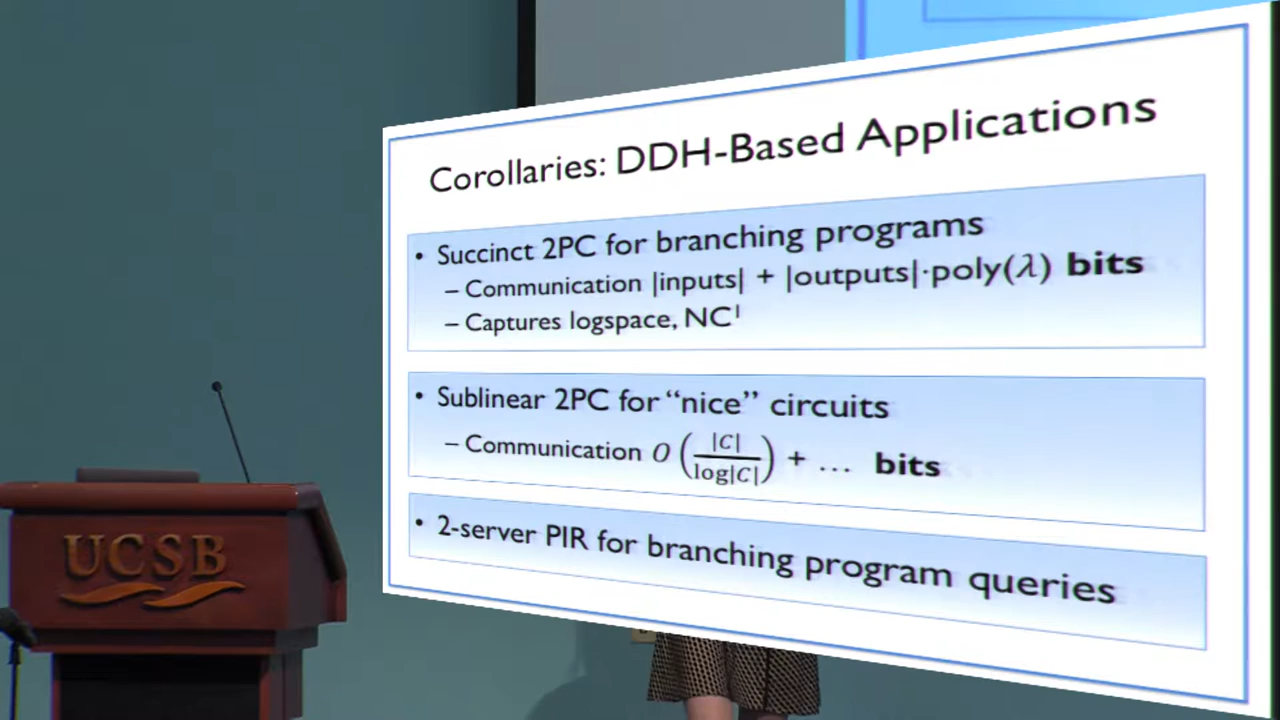 Corollaries: DDH-Based Applications
• Succinct 2PC for branching programs
– Communication |inputs| + |outputs|·poly(λ) bits
– Captures logspace, NC¹
• Sublinear 2PC for “nice” circuits
– Communication O(|C|/log|C|) + … bits
• 2-server PIR for branching program queries
UCSB